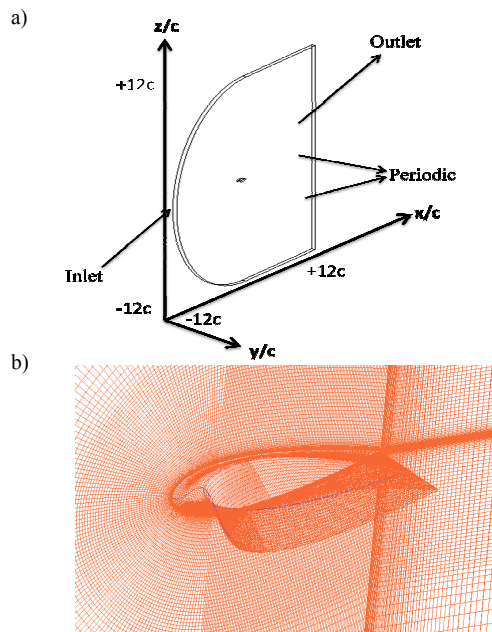 a)
z/c
Outlet
+12c
Periodic
x/c
Inlet
+12c
-12c
-12c
y/c
b)